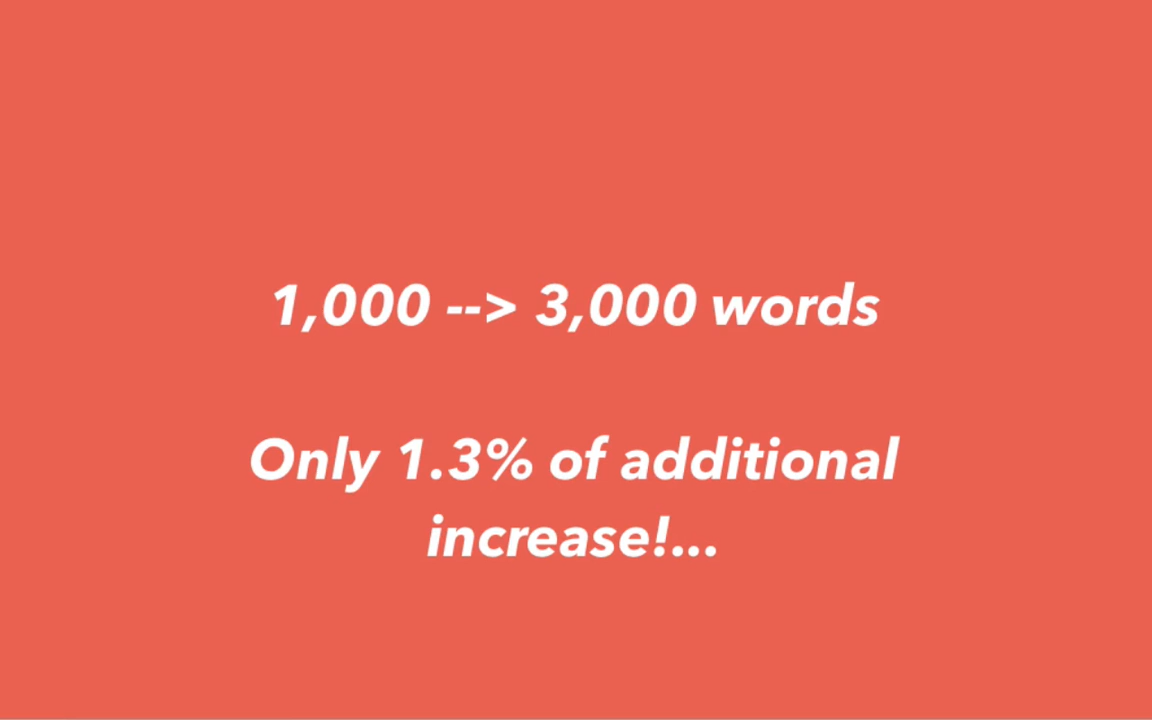 1,000 --> 3,000 words
Only 1.3% of additional
increase!...